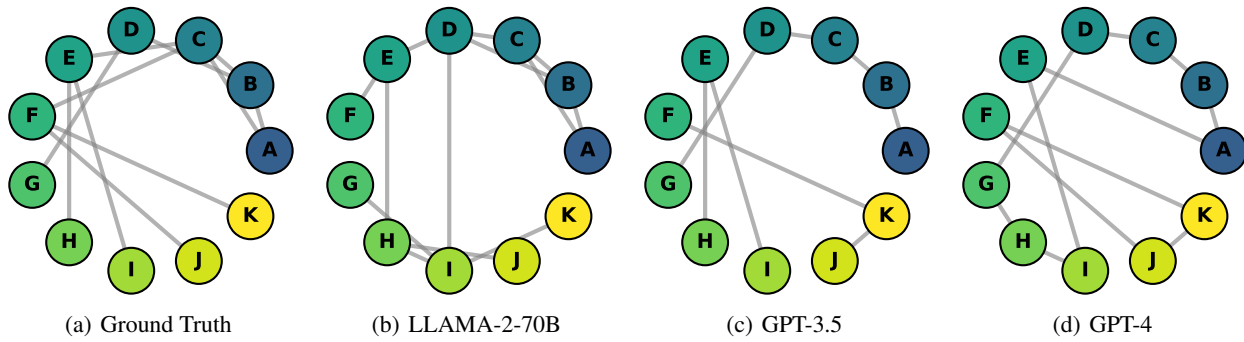 D C B A E F G H I J K
D C B A E F G H I J K
D C B A E F G H I J K
D C B A E F G H I J K
(a) Ground Truth
(b) LLAMA-2-70B
(c) GPT-3.5
(d) GPT-4